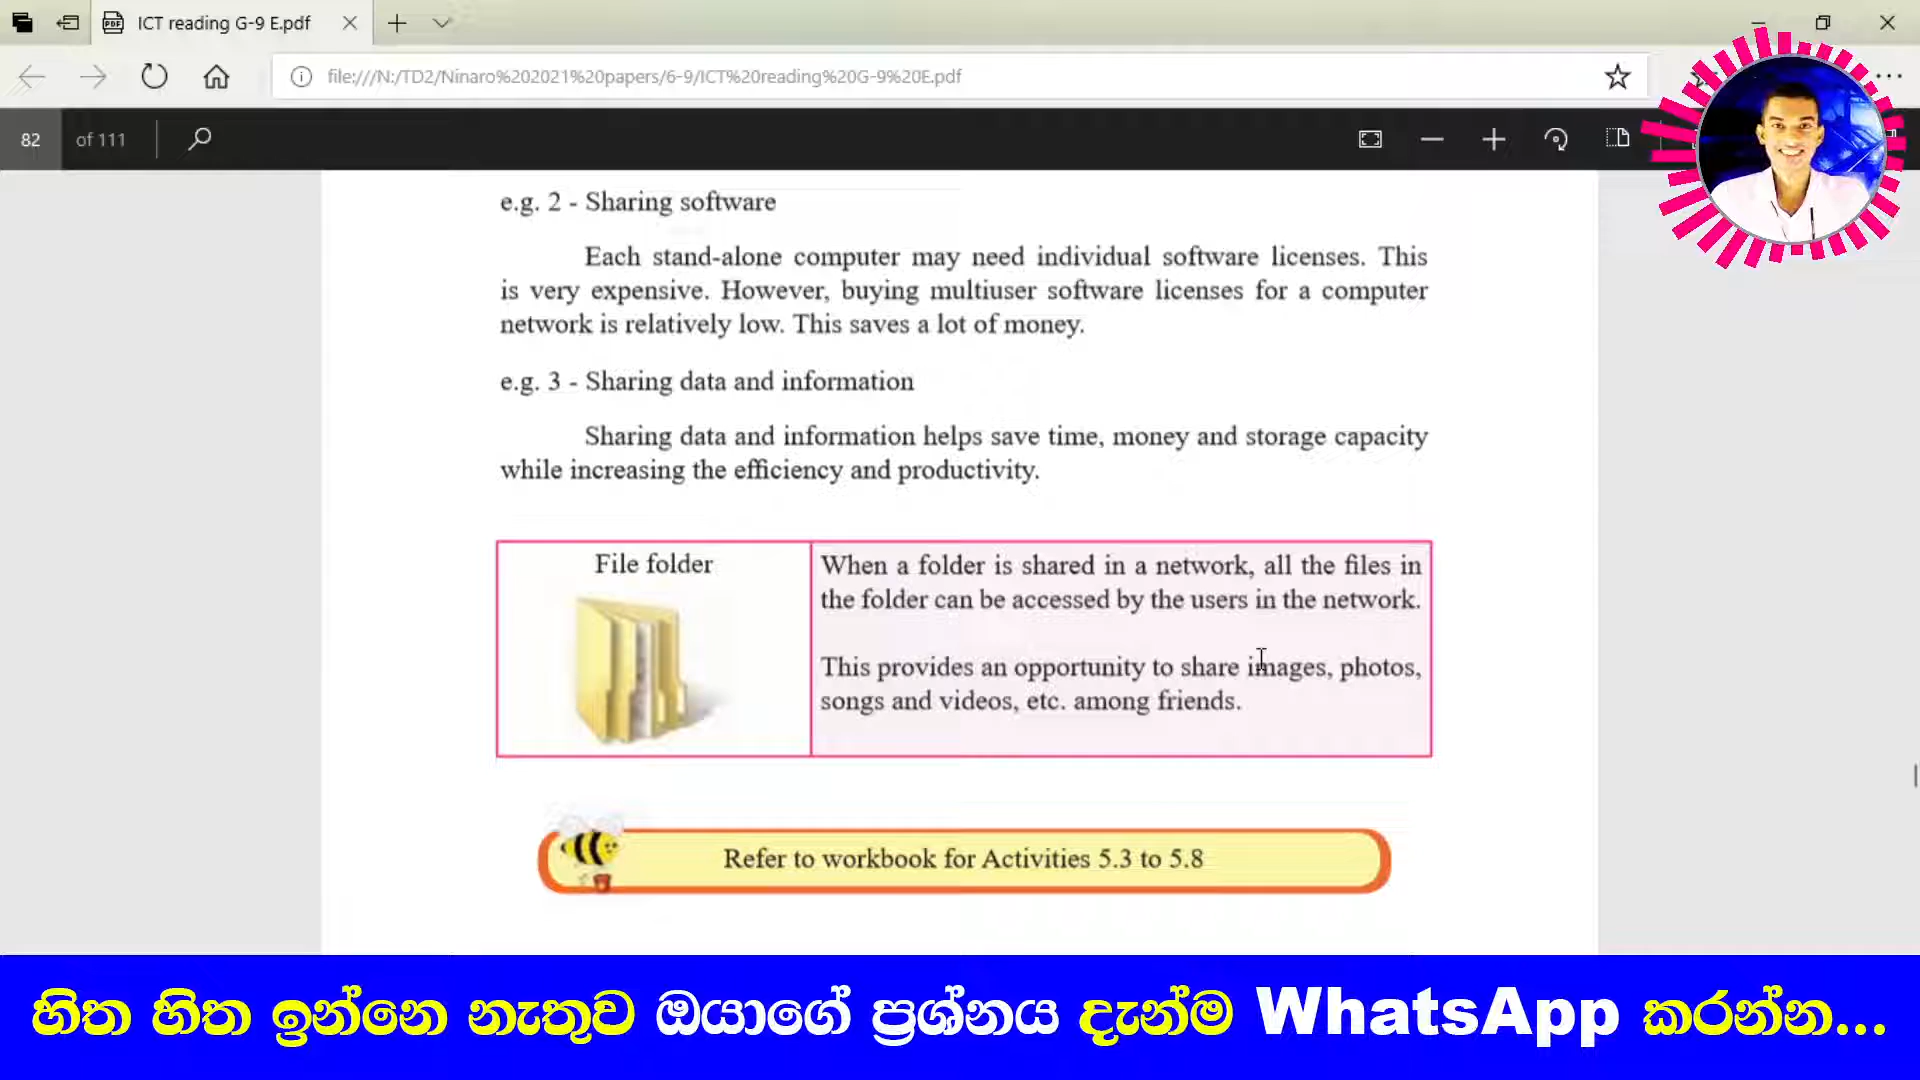 ICT reading G-9 E.pdf
file:///N:/TD2/Ninaro%202021%20papers/6-9/ICT%20reading%20G-9%20E.pdf
82 of 111
e.g. 2 - Sharing software
Each stand-alone computer may need individual software licenses. This
is very expensive. However, buying multiuser software licenses for a computer
network is relatively low. This saves a lot of money.
e.g. 3 - Sharing data and information
Sharing data and information helps save time, money and storage capacity
while increasing the efficiency and productivity.
File folder
When a folder is shared in a network, all the files in
the folder can be accessed by the users in the network.
This provides an opportunity to share images, photos,
songs and videos, etc. among friends.
Refer to workbook for Activities 5.3 to 5.8
හිත හිත ඉන්නෙ නැතුව ඔයාගේ ප්‍රශ්නය දැන්ම WhatsApp කරන්න...